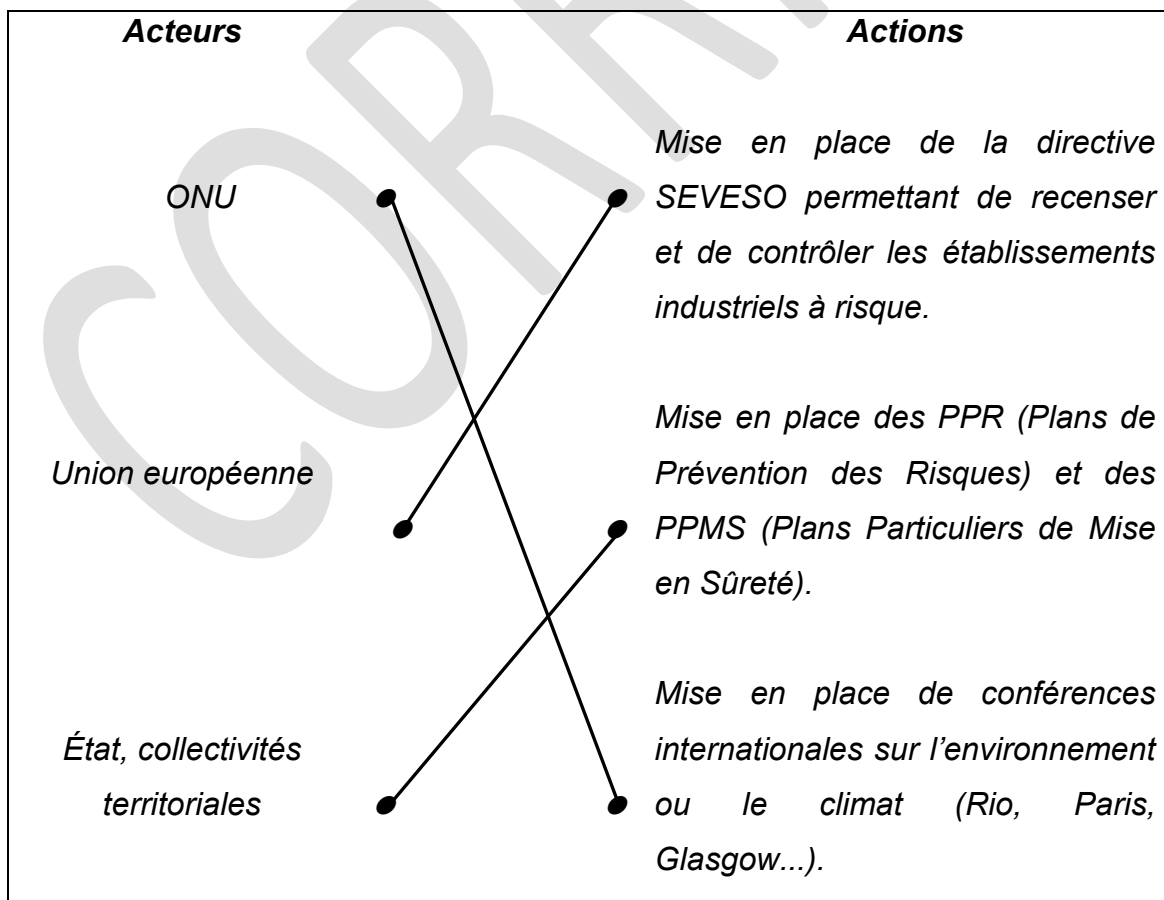 Acteurs
Actions
ONU
Mise en place de la directive
SEVESO permettant de recenser
et de contrôler les établissements
industriels à risque.
Union européenne
Mise en place des PPR (Plans de
Prévention des Risques) et des
PPMS (Plans Particuliers de Mise
en Sûreté).
État, collectivités
territoriales
Mise en place de conférences
internationales sur l’environnement
ou le climat (Rio, Paris,
Glasgow...).